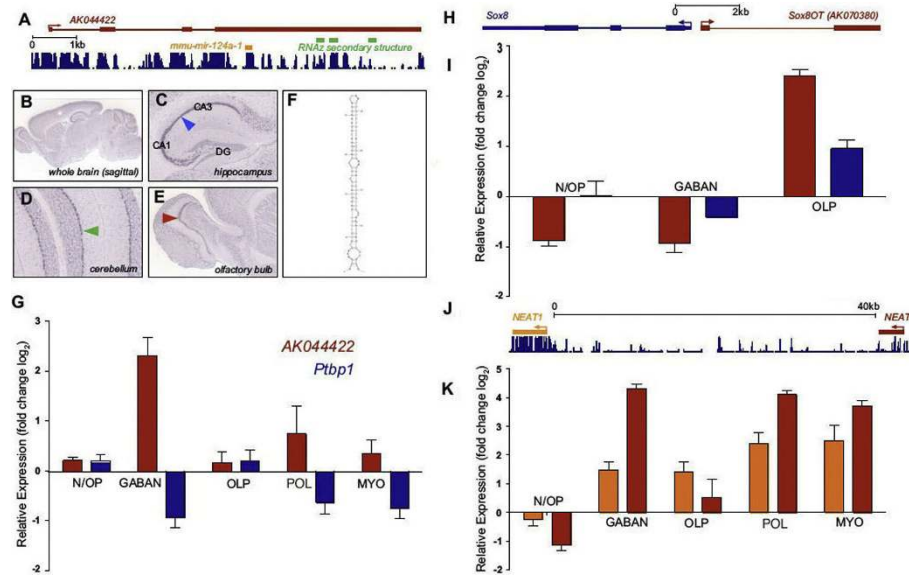 A
AK044422
0 1kb
mmu-mir-124a-1
RNAz secondary structure
B
whole brain (sagittal)
C
CA3
CA1
DG
hippocampus
D
cerebellum
E
olfactory bulb
F
G
Relative Expression (fold change log2)
3
2
1
0
-1
-2
AK044422
Ptbp1
N/OP GABAN OLP POL MYO
H
Sox8
0 2kb
Sox8OT (AK070380)
I
Relative Expression (fold change log2)
3
2
1
0
-1
-2
N/OP GABAN OLP
J
NEAT1
0 40kb
NEAT
K
Relative Expression (fold change log2)
5
4
3
2
1
0
-1
-2
N/OP GABAN OLP POL MYO